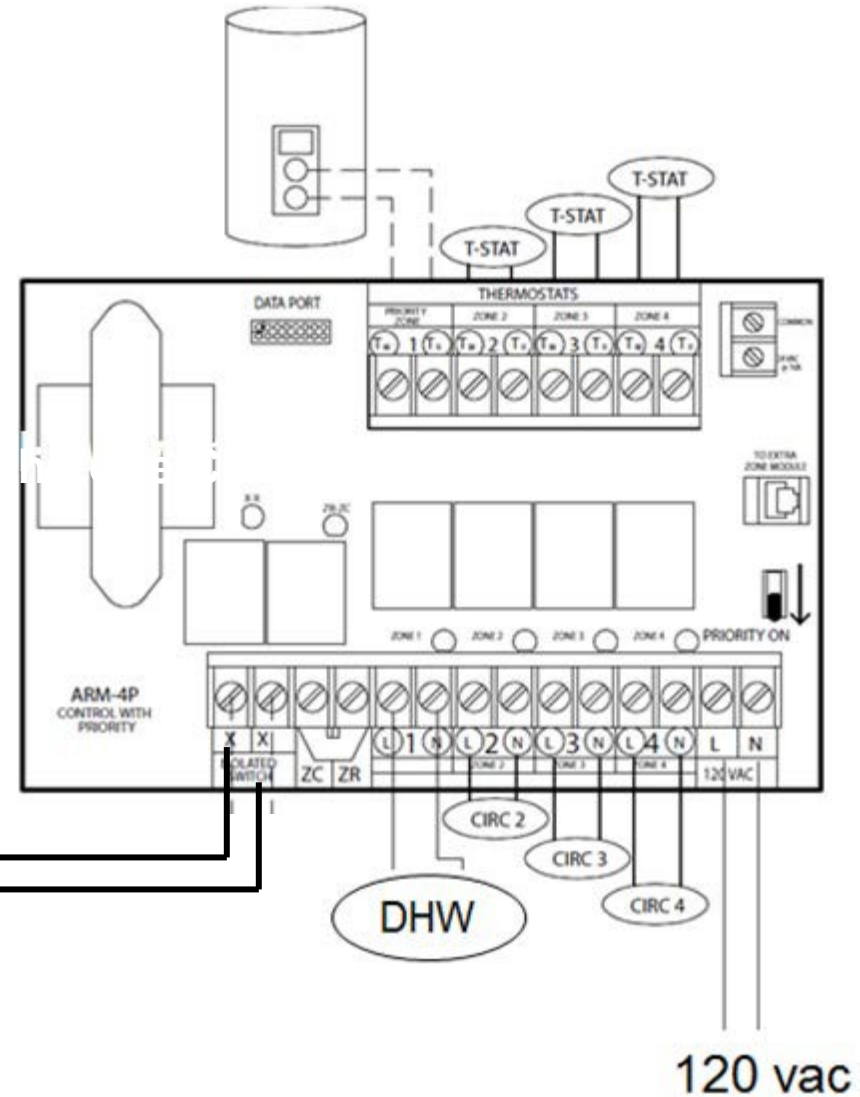 T-STAT
T-STAT
T-STAT
DATA PORT
THERMOSTATS
PRIORITY ZONE
ZONE 2
ZONE 3
ZONE 4
1
2
3
4
COMMON
TO EXTRA
ZONE MODULE
X-X
ZONE 1
ZONE 2
ZONE 3
ZONE 4
PRIORITY ON
ARM-4P
CONTROL WITH
PRIORITY
X X
ISOLATED
SWITCH
ZC ZR
L 1 N L 2 N L 3 N L 4 N L N
ZONE 2
ZONE 3
ZONE 4
120 VAC
CIRC 2
CIRC 3
CIRC 4
DHW
120 vac